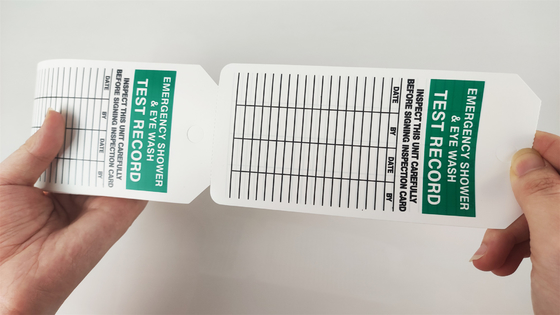 EMERGENCY SHOWER
& EYE WASH
TEST RECORD
INSPECT THIS UNIT CAREFULLY
BEFORE SIGNING INSPECTION CARD
DATE BY DATE BY
EMERGENCY SHOWER
& EYE WASH
TEST RECORD
INSPECT THIS UNIT CAREFULLY
BEFORE SIGNING INSPECTION CARD
DATE BY DATE BY